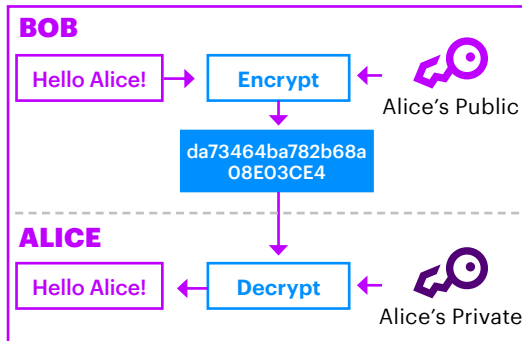 BOB
Hello Alice!
Encrypt
Alice's Public
da73464ba782b68a
08E03CE4
ALICE
Hello Alice!
Decrypt
Alice's Private